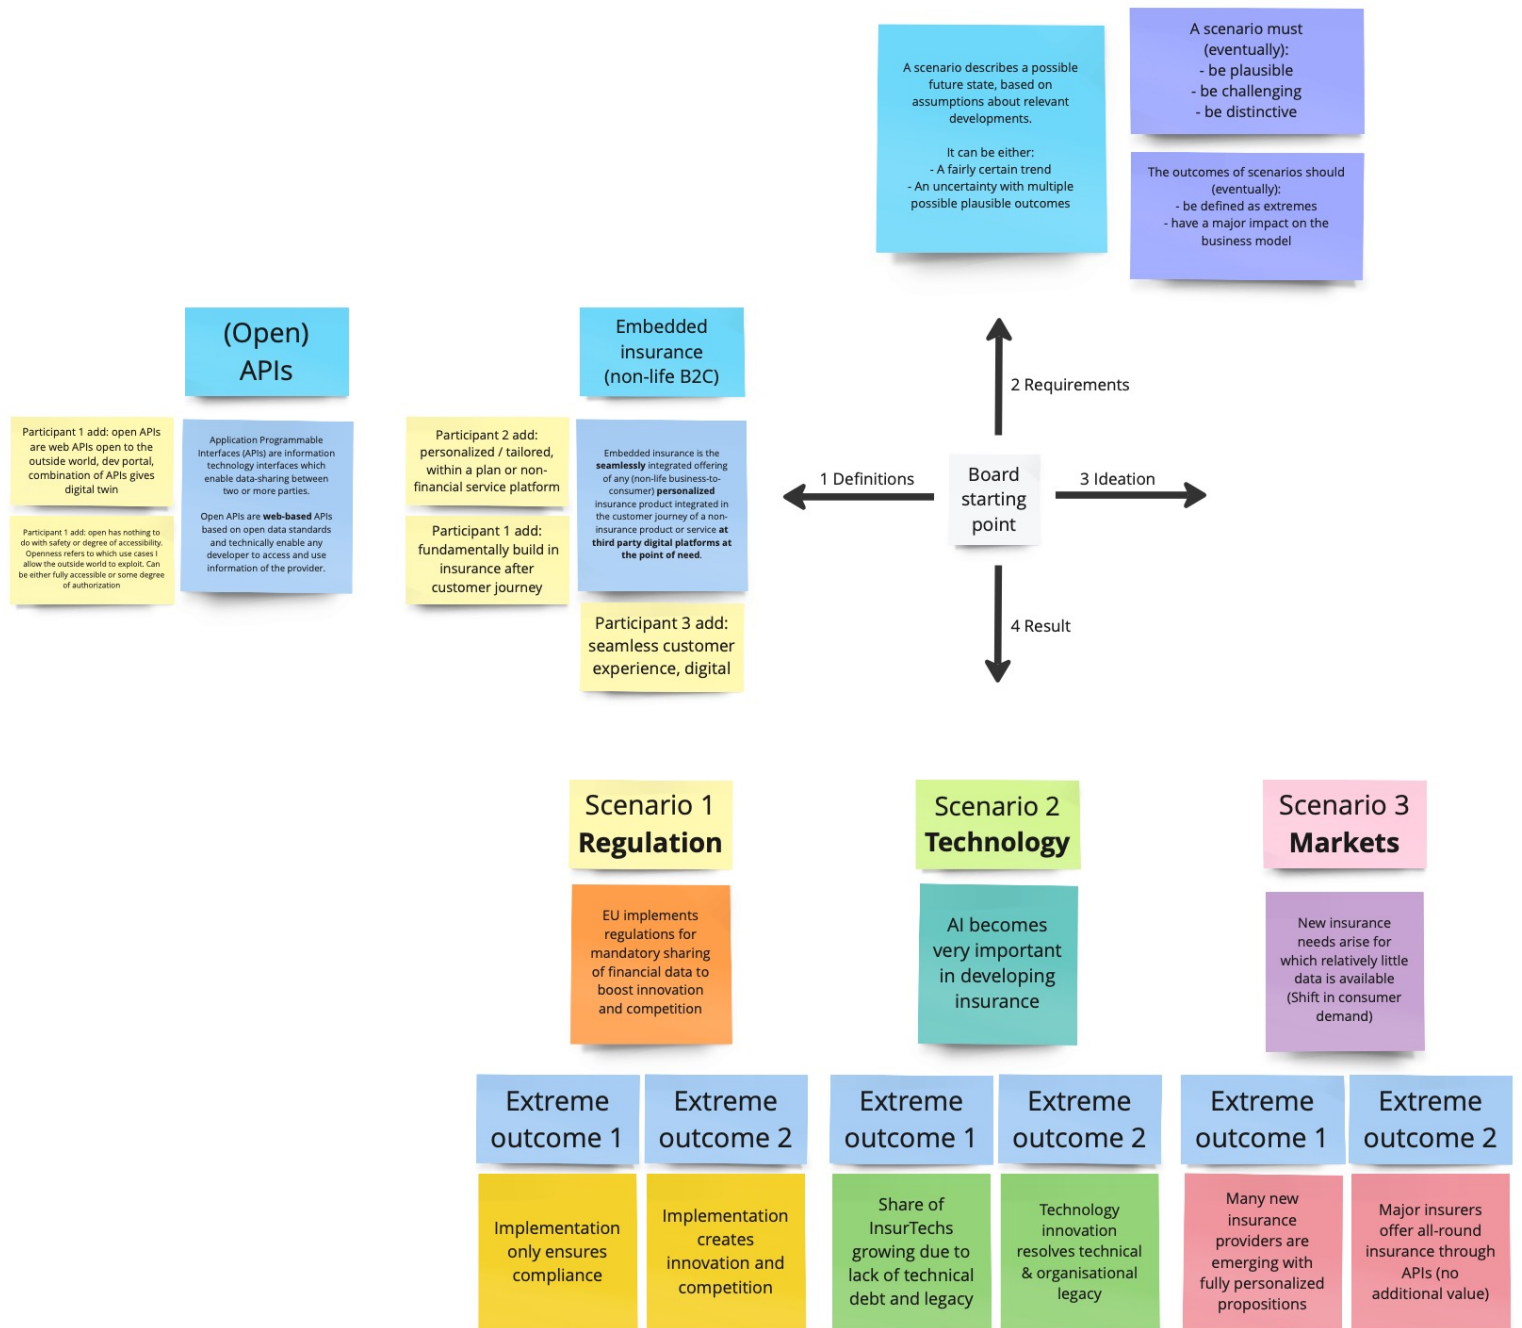 A scenario describes a possible
future state, based on
assumptions about relevant
developments.
It can be either:
- A fairly certain trend
- An uncertainty with multiple
possible plausible outcomes
A scenario must
(eventually):
- be plausible
- be challenging
- be distinctive
The outcomes of scenarios should
(eventually):
- be defined as extremes
- have a major impact on the
business model
(Open)
APIs
Participant 1 add: open APIs
are web APIs open to the
outside world, dev portal,
combination of APIs gives
digital twin
Participant 1 add: open has nothing to
do with safety or degree of accessibility.
Openness refers to which use cases I
allow the outside world to exploit. Can
be either fully accessible or some degree
of authorization
Application Programmable
Interfaces (APIs) are information
technology interfaces which
enable data-sharing between
two or more parties.
Open APIs are web-based APIs
based on open data standards
and technically enable any
developer to access and use
information of the provider.
Embedded
insurance
(non-life B2C)
Participant 2 add:
personalized / tailored,
within a plan or non-
financial service platform
Participant 1 add:
fundamentally build in
insurance after
customer journey
Embedded insurance is the
seamlessly integrated offering
of any (non-life business-to-
consumer) personalized
insurance product integrated in
the customer journey of a non-
insurance product or service at
third party digital platforms at
the point of need.
Participant 3 add:
seamless customer
experience, digital
2 Requirements
1 Definitions
Board
starting
point
3 Ideation
4 Result
Scenario 1
Regulation
EU implements
regulations for
mandatory sharing
of financial data to
boost innovation
and competition
Extreme
outcome 1
Implementation
only ensures
compliance
Extreme
outcome 2
Implementation
creates
innovation and
competition
Scenario 2
Technology
AI becomes
very important
in developing
insurance
Extreme
outcome 1
Share of
InsurTechs
growing due to
lack of technical
debt and legacy
Extreme
outcome 2
Technology
innovation
resolves technical
& organisational
legacy
Scenario 3
Markets
New insurance
needs arise for
which relatively little
data is available
(Shift in consumer
demand)
Extreme
outcome 1
Many new
insurance
providers are
emerging with
fully personalized
propositions
Extreme
outcome 2
Major insurers
offer all-round
insurance through
APIs (no
additional value)